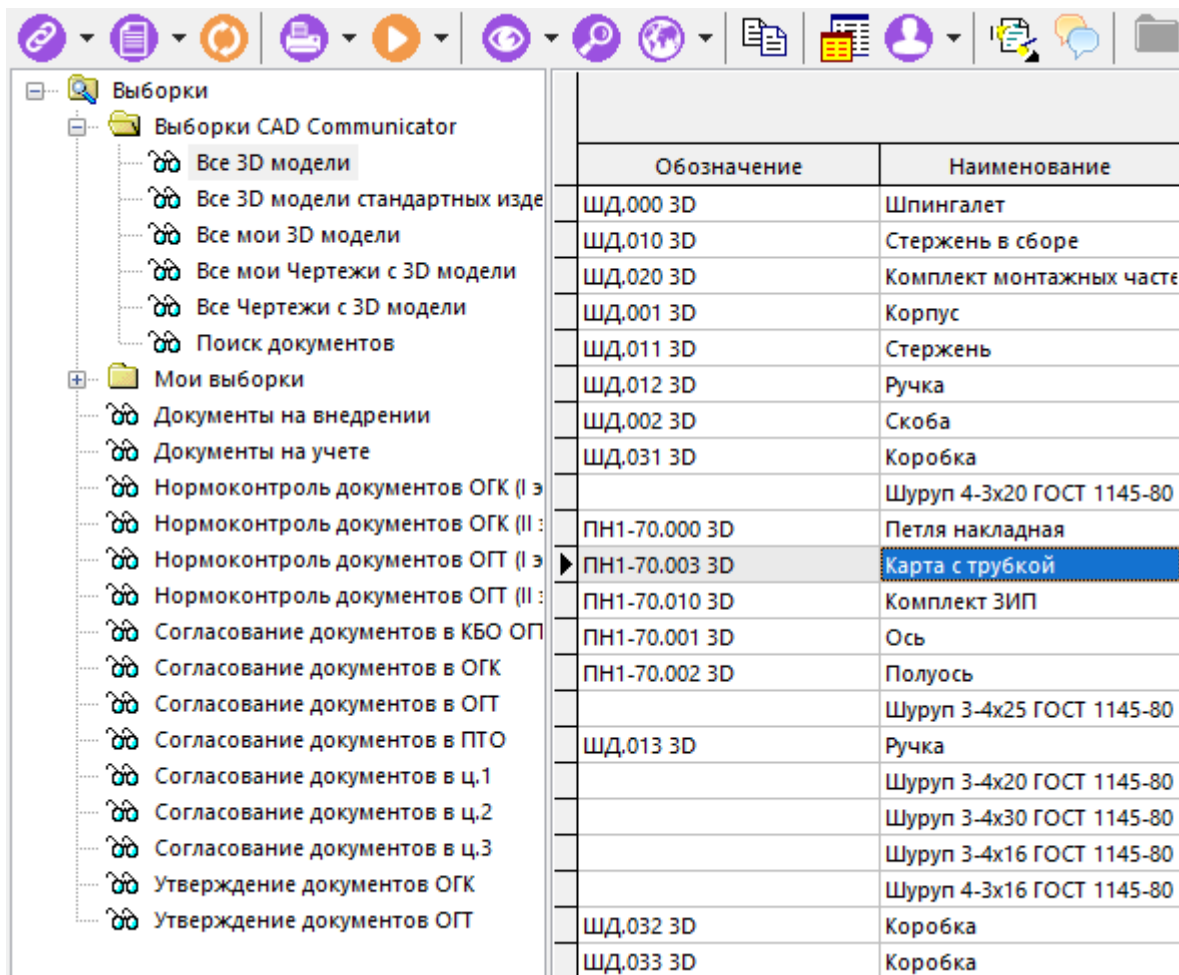 Выборки
Выборки CAD Communicator
Все 3D модели
Все 3D модели стандартных изде
Все мои 3D модели
Все мои Чертежи с 3D модели
Все Чертежи с 3D модели
Поиск документов
Мои выборки
Документы на внедрении
Документы на учете
Нормоконтроль документов ОГК (I э
Нормоконтроль документов ОГК (II э
Нормоконтроль документов ОГТ (I э
Нормоконтроль документов ОГТ (II э
Согласование документов в КБО ОГТ
Согласование документов в ОГК
Согласование документов в ОГТ
Согласование документов в ПТО
Согласование документов в ц.1
Согласование документов в ц.2
Согласование документов в ц.3
Утверждение документов ОГК
Утверждение документов ОГТ
Обозначение Наименование
ШД.000 3D Шпингалет
ШД.010 3D Стержень в сборе
ШД.020 3D Комплект монтажных часте
ШД.001 3D Корпус
ШД.011 3D Стержень
ШД.012 3D Ручка
ШД.002 3D Скоба
ШД.031 3D Коробка
Шуруп 4-3х20 ГОСТ 1145-80
ПН1-70.000 3D Петля накладная
ПН1-70.003 3D Карта с трубкой
ПН1-70.010 3D Комплект ЗИП
ПН1-70.001 3D Ось
ПН1-70.002 3D Полуось
Шуруп 3-4х25 ГОСТ 1145-80
ШД.013 3D Ручка
Шуруп 3-4х20 ГОСТ 1145-80
Шуруп 3-4х30 ГОСТ 1145-80
Шуруп 3-4х16 ГОСТ 1145-80
Шуруп 4-3х16 ГОСТ 1145-80
ШД.032 3D Коробка
ШД.033 3D Коробка